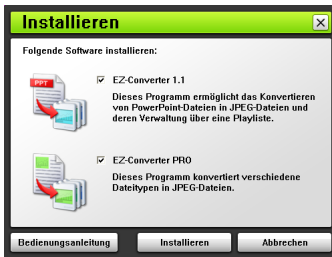 Installieren
Folgende Software installieren:
PPT
EZ-Converter 1.1
Dieses Programm ermöglicht das Konvertieren
von PowerPoint-Dateien in JPEG-Dateien und
deren Verwaltung über eine Playliste.
EZ-Converter PRO
Dieses Programm konvertiert verschiedene
Dateitypen in JPEG-Dateien.
Bedienungsanleitung
Installieren
Abbrechen